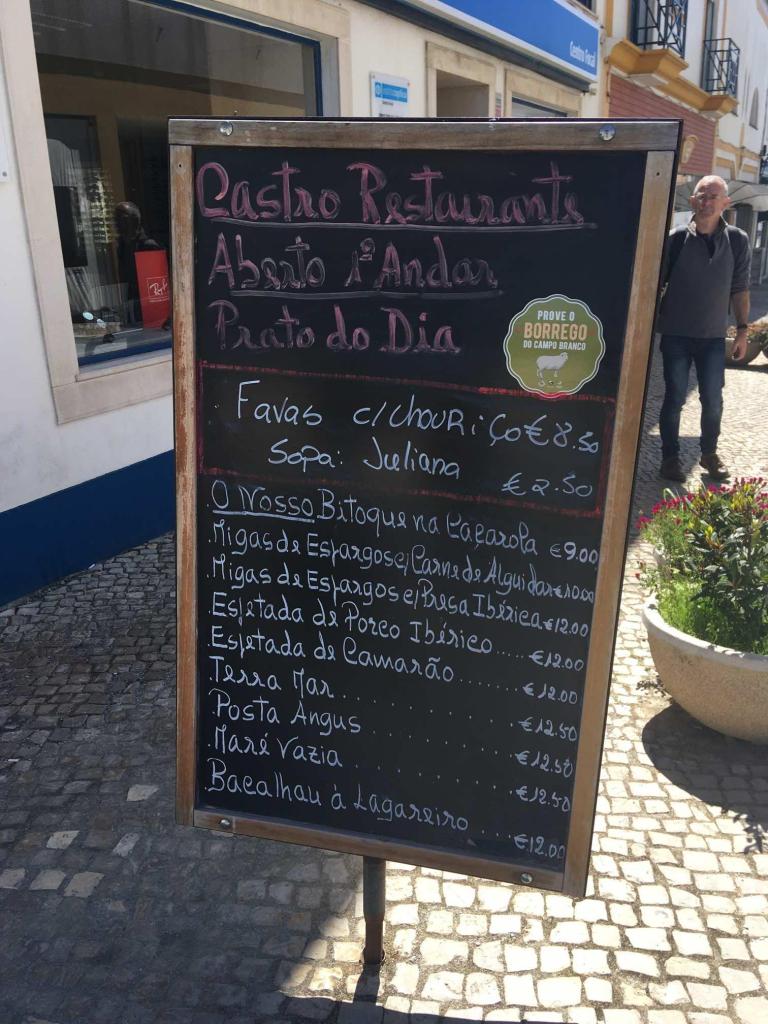 Centro Focal
Castro Restaurante
Aberto 1º Andar
Prato do Dia
PROVE O
BORREGO
DO CAMPO BRANCO
Favas c/chouriço €8.50
Sopa: Juliana €2.50
.O Nosso Bitoque na Caçarola €9.00
.Migas de Espargos c/Carne de Alguidar €10.00
.Migas de Espargos c/Presa Ibérica €12.00
.Espetada de Porco Ibérico..... €12.00
.Espetada de Camarão........ €12.00
.Terra Mar............ €12.50
.Posta Angus............ €12.50
.Maré Vazia............ €12.50
.Bacalhau à Lagareiro.... €12.00